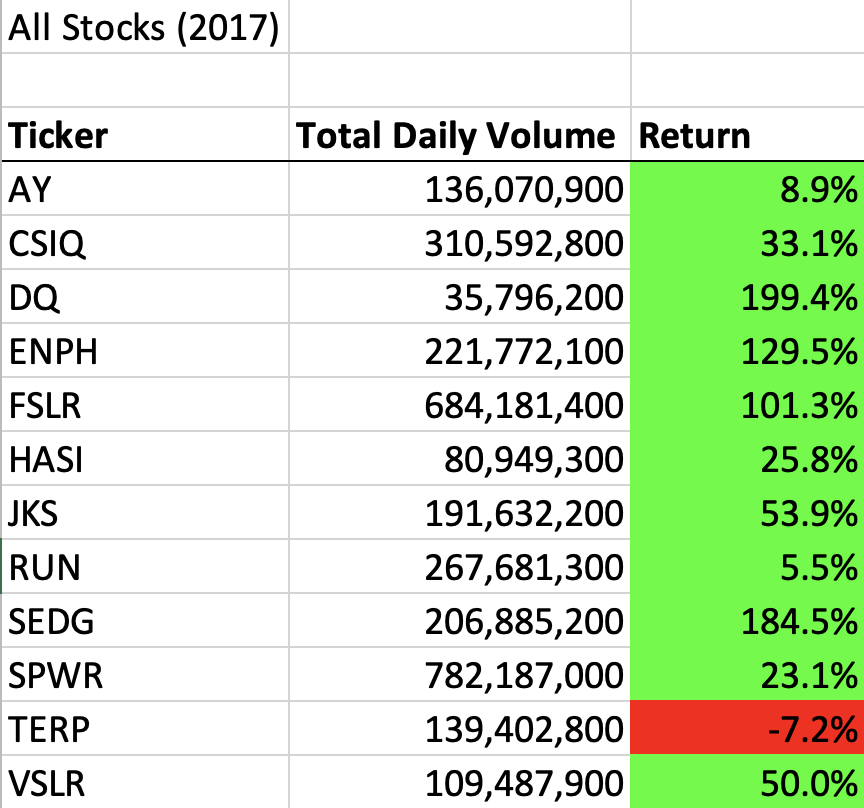 All Stocks (2017)
Ticker Total Daily Volume Return
AY 136,070,900 8.9%
CSIQ 310,592,800 33.1%
DQ 35,796,200 199.4%
ENPH 221,772,100 129.5%
FSLR 684,181,400 101.3%
HASI 80,949,300 25.8%
JKS 191,632,200 53.9%
RUN 267,681,300 5.5%
SEDG 206,885,200 184.5%
SPWR 782,187,000 23.1%
TERP 139,402,800 -7.2%
VSLR 109,487,900 50.0%